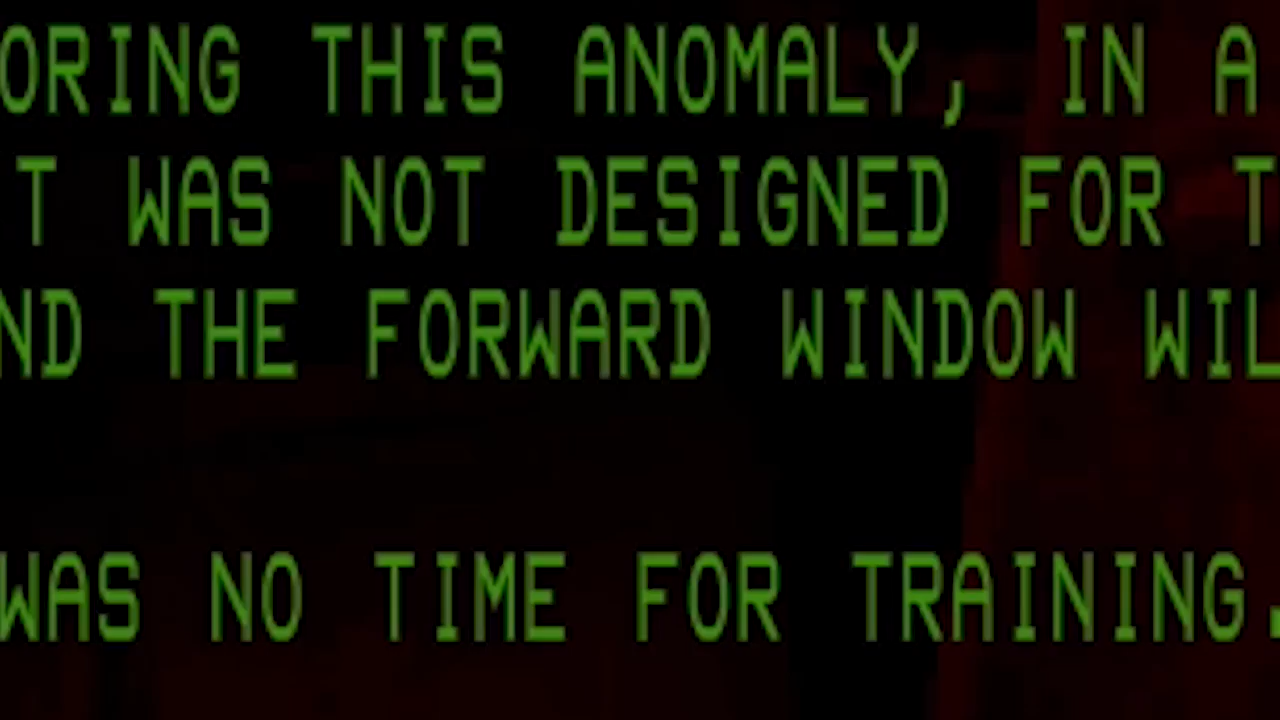 ORING THIS ANOMALY, IN A
T WAS NOT DESIGNED FOR T
ND THE FORWARD WINDOW WIL
WAS NO TIME FOR TRAINING.